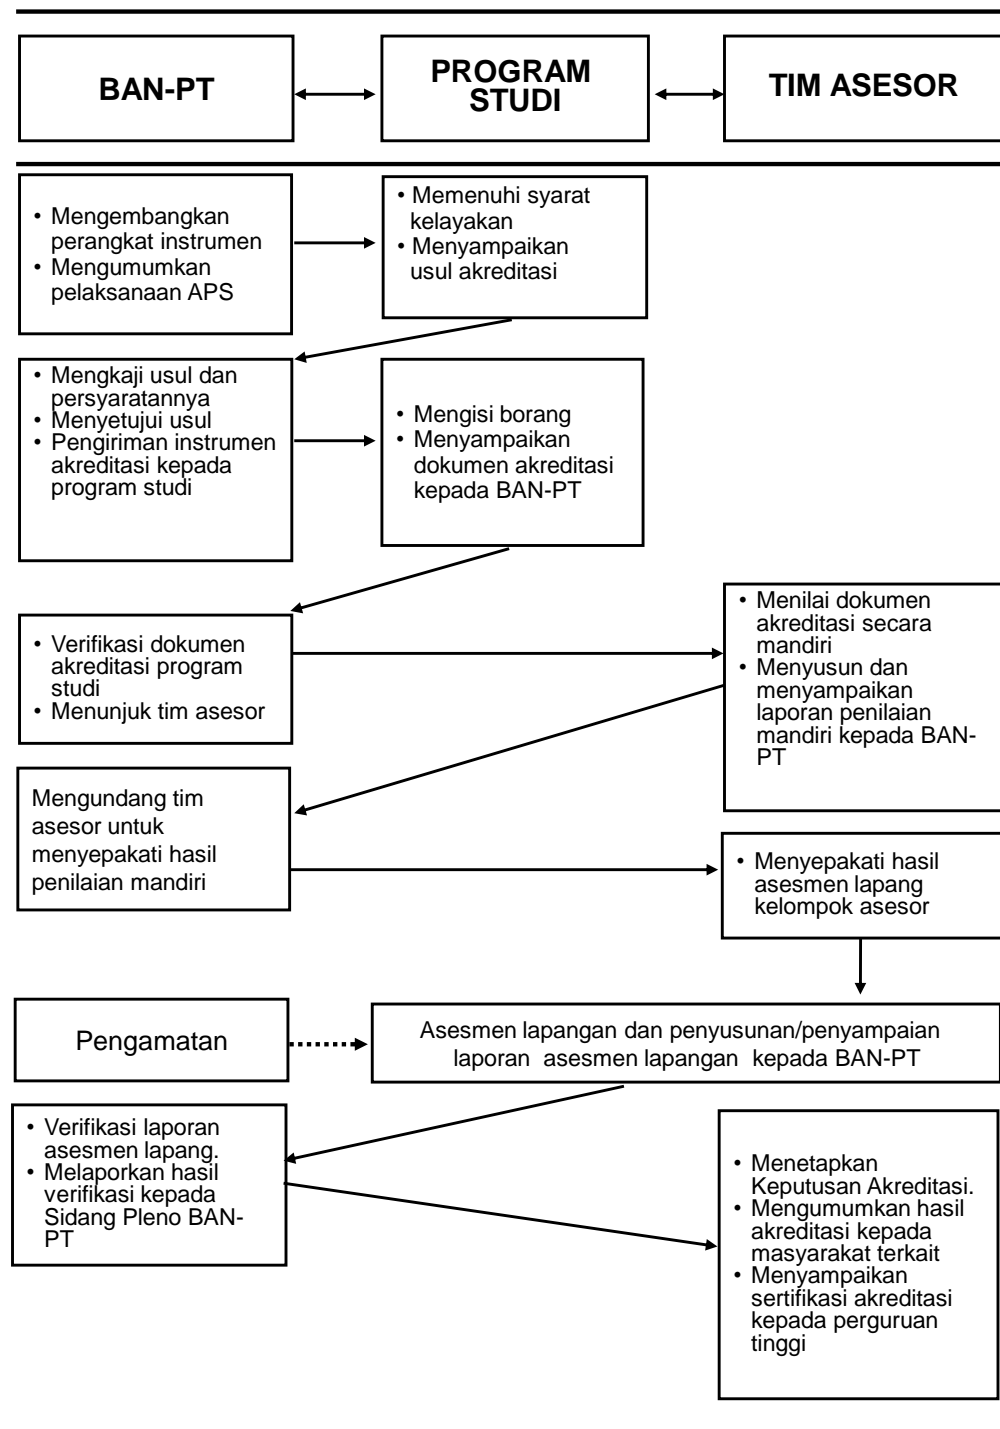 BAN-PT
PROGRAM
STUDI
TIM ASESOR
• Mengembangkan
perangkat instrumen
• Mengumumkan
pelaksanaan APS
• Memenuhi syarat
kelayakan
• Menyampaikan
usul akreditasi
• Mengkaji usul dan
persyaratannya
• Menyetujui usul
• Pengiriman instrumen
akreditasi kepada
program studi
• Mengisi borang
• Menyampaikan
dokumen akreditasi
kepada BAN-PT
• Verifikasi dokumen
akreditasi program
studi
• Menunjuk tim asesor
• Menilai dokumen
akreditasi secara
mandiri
• Menyusun dan
menyampaikan
laporan penilaian
mandiri kepada BAN-
PT
Mengundang tim
asesor untuk
menyepakati hasil
penilaian mandiri
• Menyepakati hasil
asesmen lapang
kelompok asesor
Pengamatan
Asesmen lapangan dan penyusunan/penyampaian
laporan asesmen lapangan kepada BAN-PT
• Verifikasi laporan
asesmen lapang.
• Melaporkan hasil
verifikasi kepada
Sidang Pleno BAN-
PT
• Menetapkan
Keputusan Akreditasi.
• Mengumumkan hasil
akreditasi kepada
masyarakat terkait
• Menyampaikan
sertifikasi akreditasi
kepada perguruan
tinggi